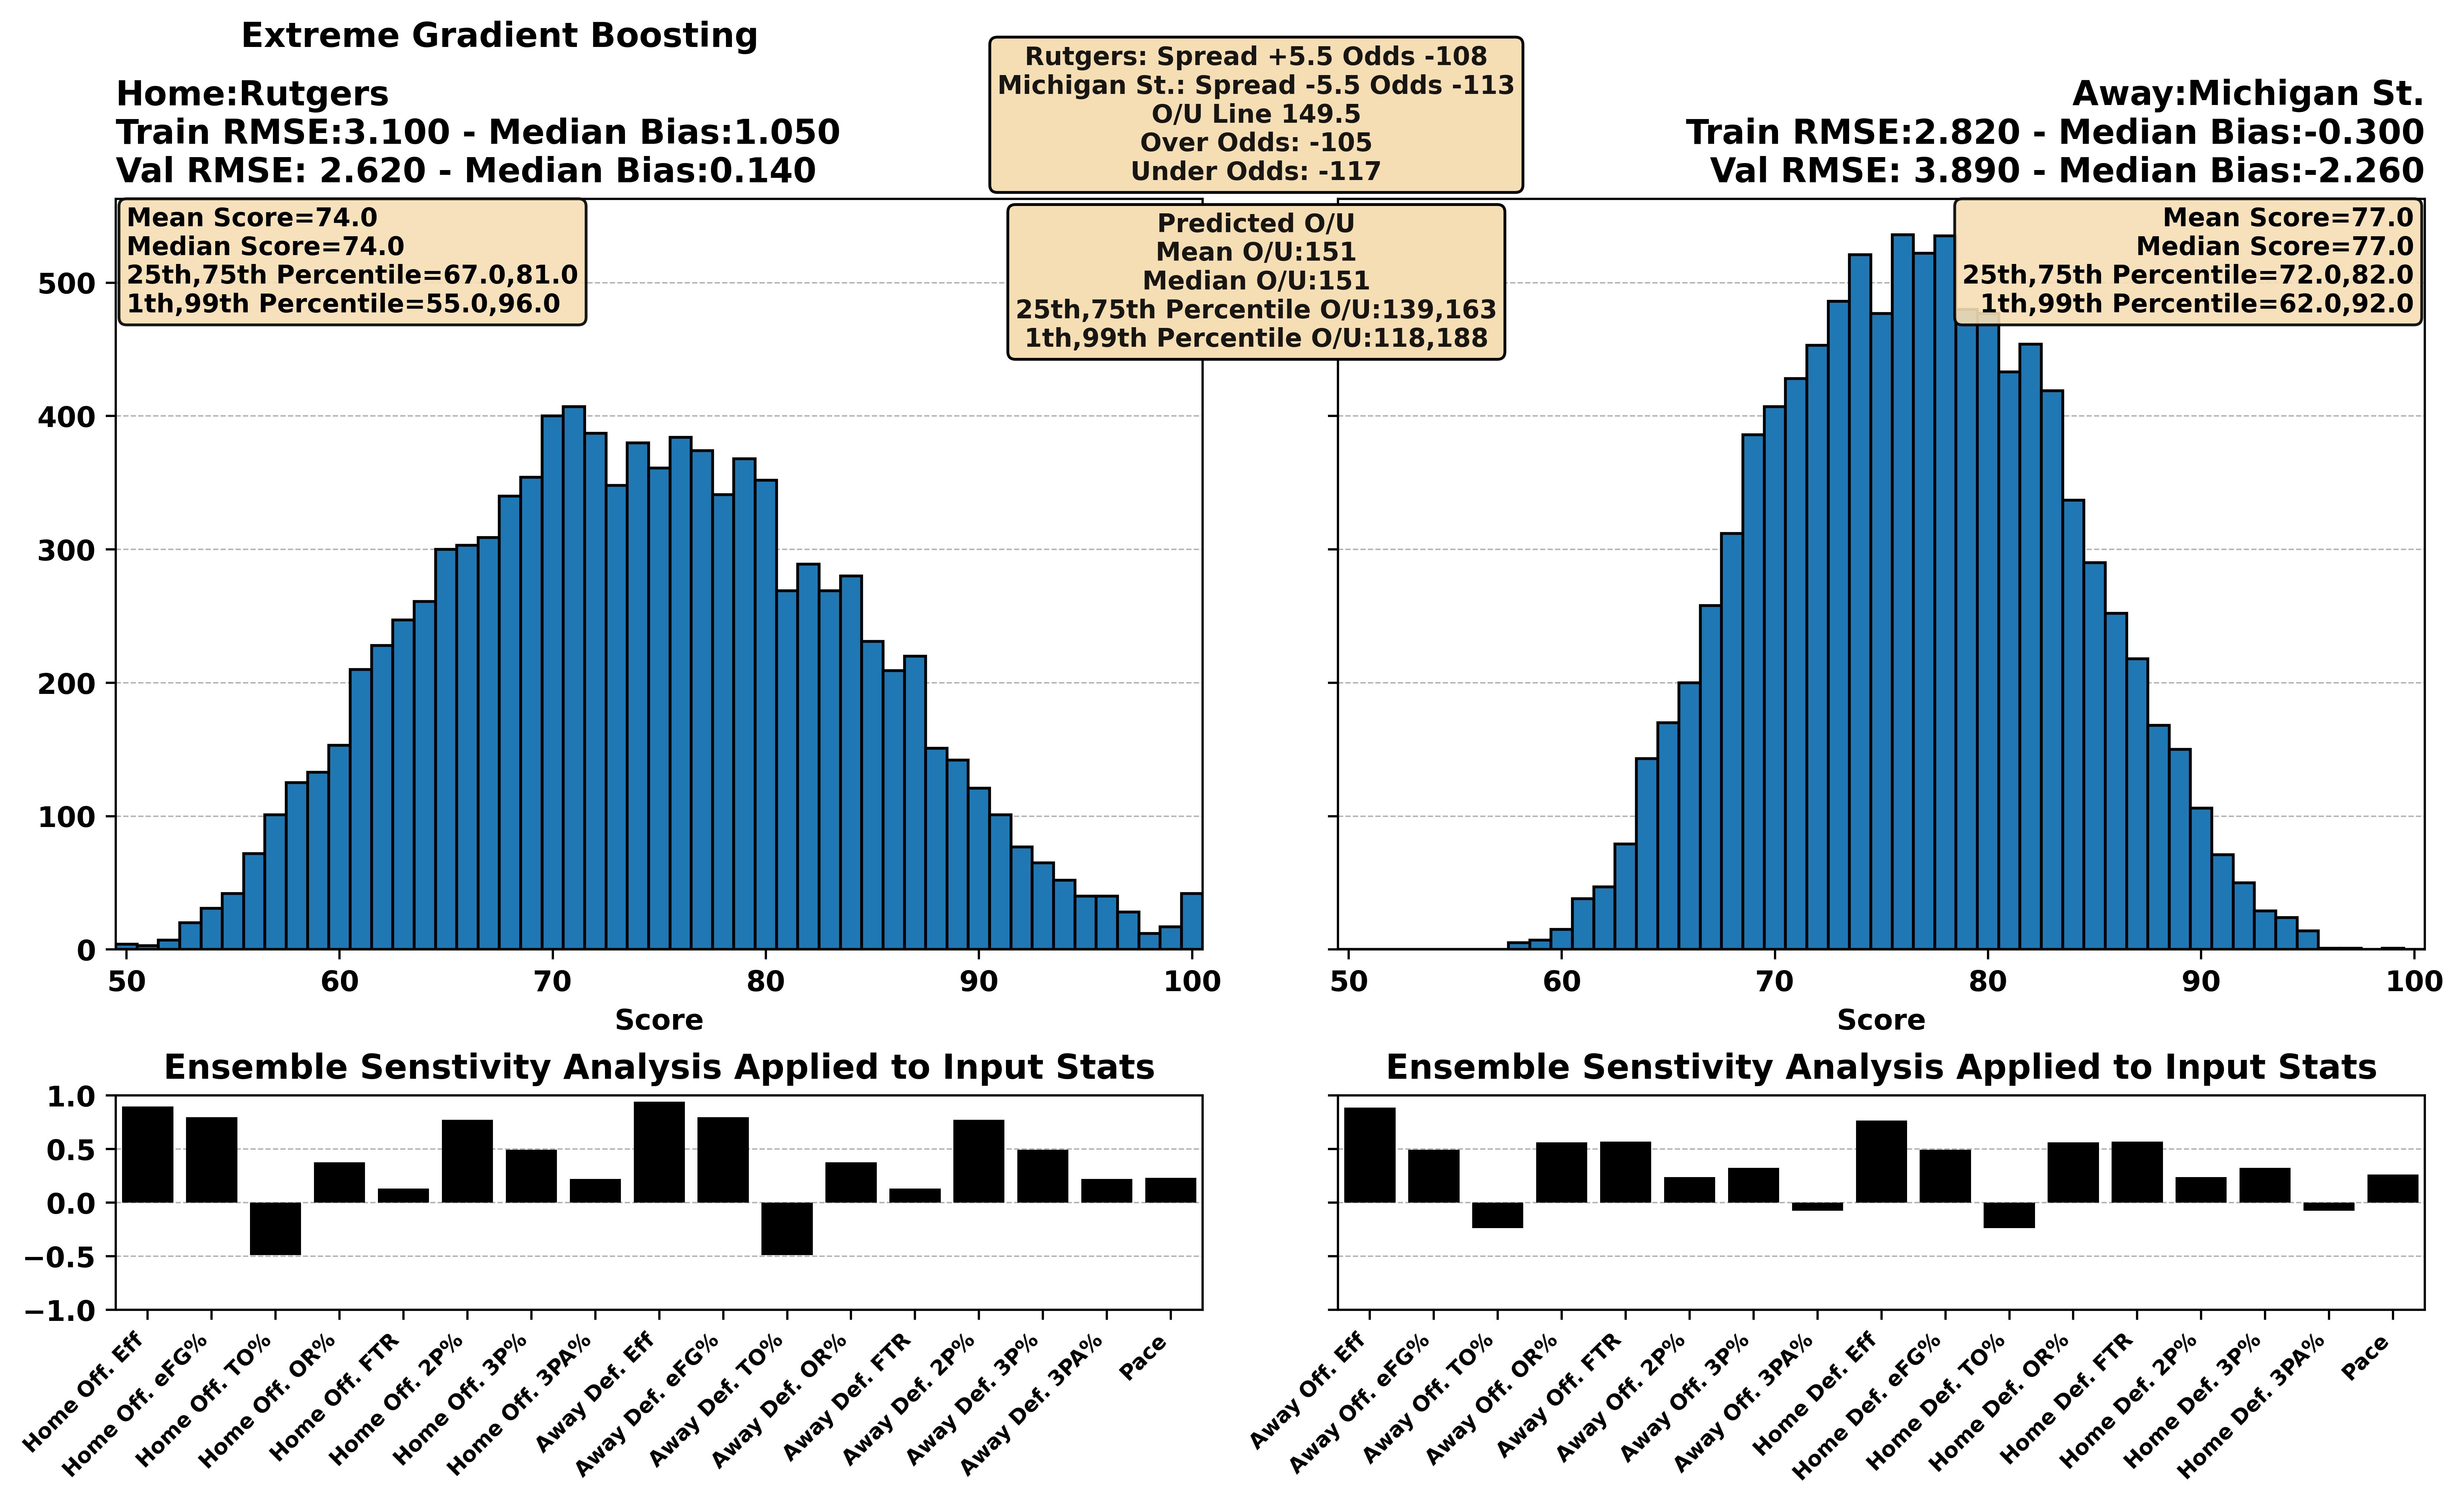 Extreme Gradient Boosting
Home:Rutgers
Train RMSE:3.100 - Median Bias:1.050
Val RMSE: 2.620 - Median Bias:0.140
Rutgers: Spread +5.5 Odds -108
Michigan St.: Spread -5.5 Odds -113
O/U Line 149.5
Over Odds: -105
Under Odds: -117
Away:Michigan St.
Train RMSE:2.820 - Median Bias:-0.300
Val RMSE: 3.890 - Median Bias:-2.260
Mean Score=74.0
Median Score=74.0
25th,75th Percentile=67.0,81.0
1th,99th Percentile=55.0,96.0
Predicted O/U
Mean O/U:151
Median O/U:151
25th,75th Percentile O/U:139,163
1th,99th Percentile O/U:118,188
Mean Score=77.0
Median Score=77.0
25th,75th Percentile=72.0,82.0
1th,99th Percentile=62.0,92.0
500
400
300
200
100
0
50 60 70 80 90 100
Score
50 60 70 80 90 100
Score
Ensemble Senstivity Analysis Applied to Input Stats
1.0
0.5
0.0
−0.5
−1.0
Home Off. Eff
Home Off. eFG%
Home Off. TO%
Home Off. OR%
Home Off. FTR
Home Off. 2P%
Home Off. 3P%
Home Off. 3PA%
Away Def. Eff
Away Def. eFG%
Away Def. TO%
Away Def. OR%
Away Def. FTR
Away Def. 2P%
Away Def. 3P%
Away Def. 3PA%
Pace
Ensemble Senstivity Analysis Applied to Input Stats
Away Off. Eff
Away Off. eFG%
Away Off. TO%
Away Off. OR%
Away Off. FTR
Away Off. 2P%
Away Off. 3P%
Away Off. 3PA%
Home Def. Eff
Home Def. eFG%
Home Def. TO%
Home Def. OR%
Home Def. FTR
Home Def. 2P%
Home Def. 3P%
Home Def. 3PA%
Pace